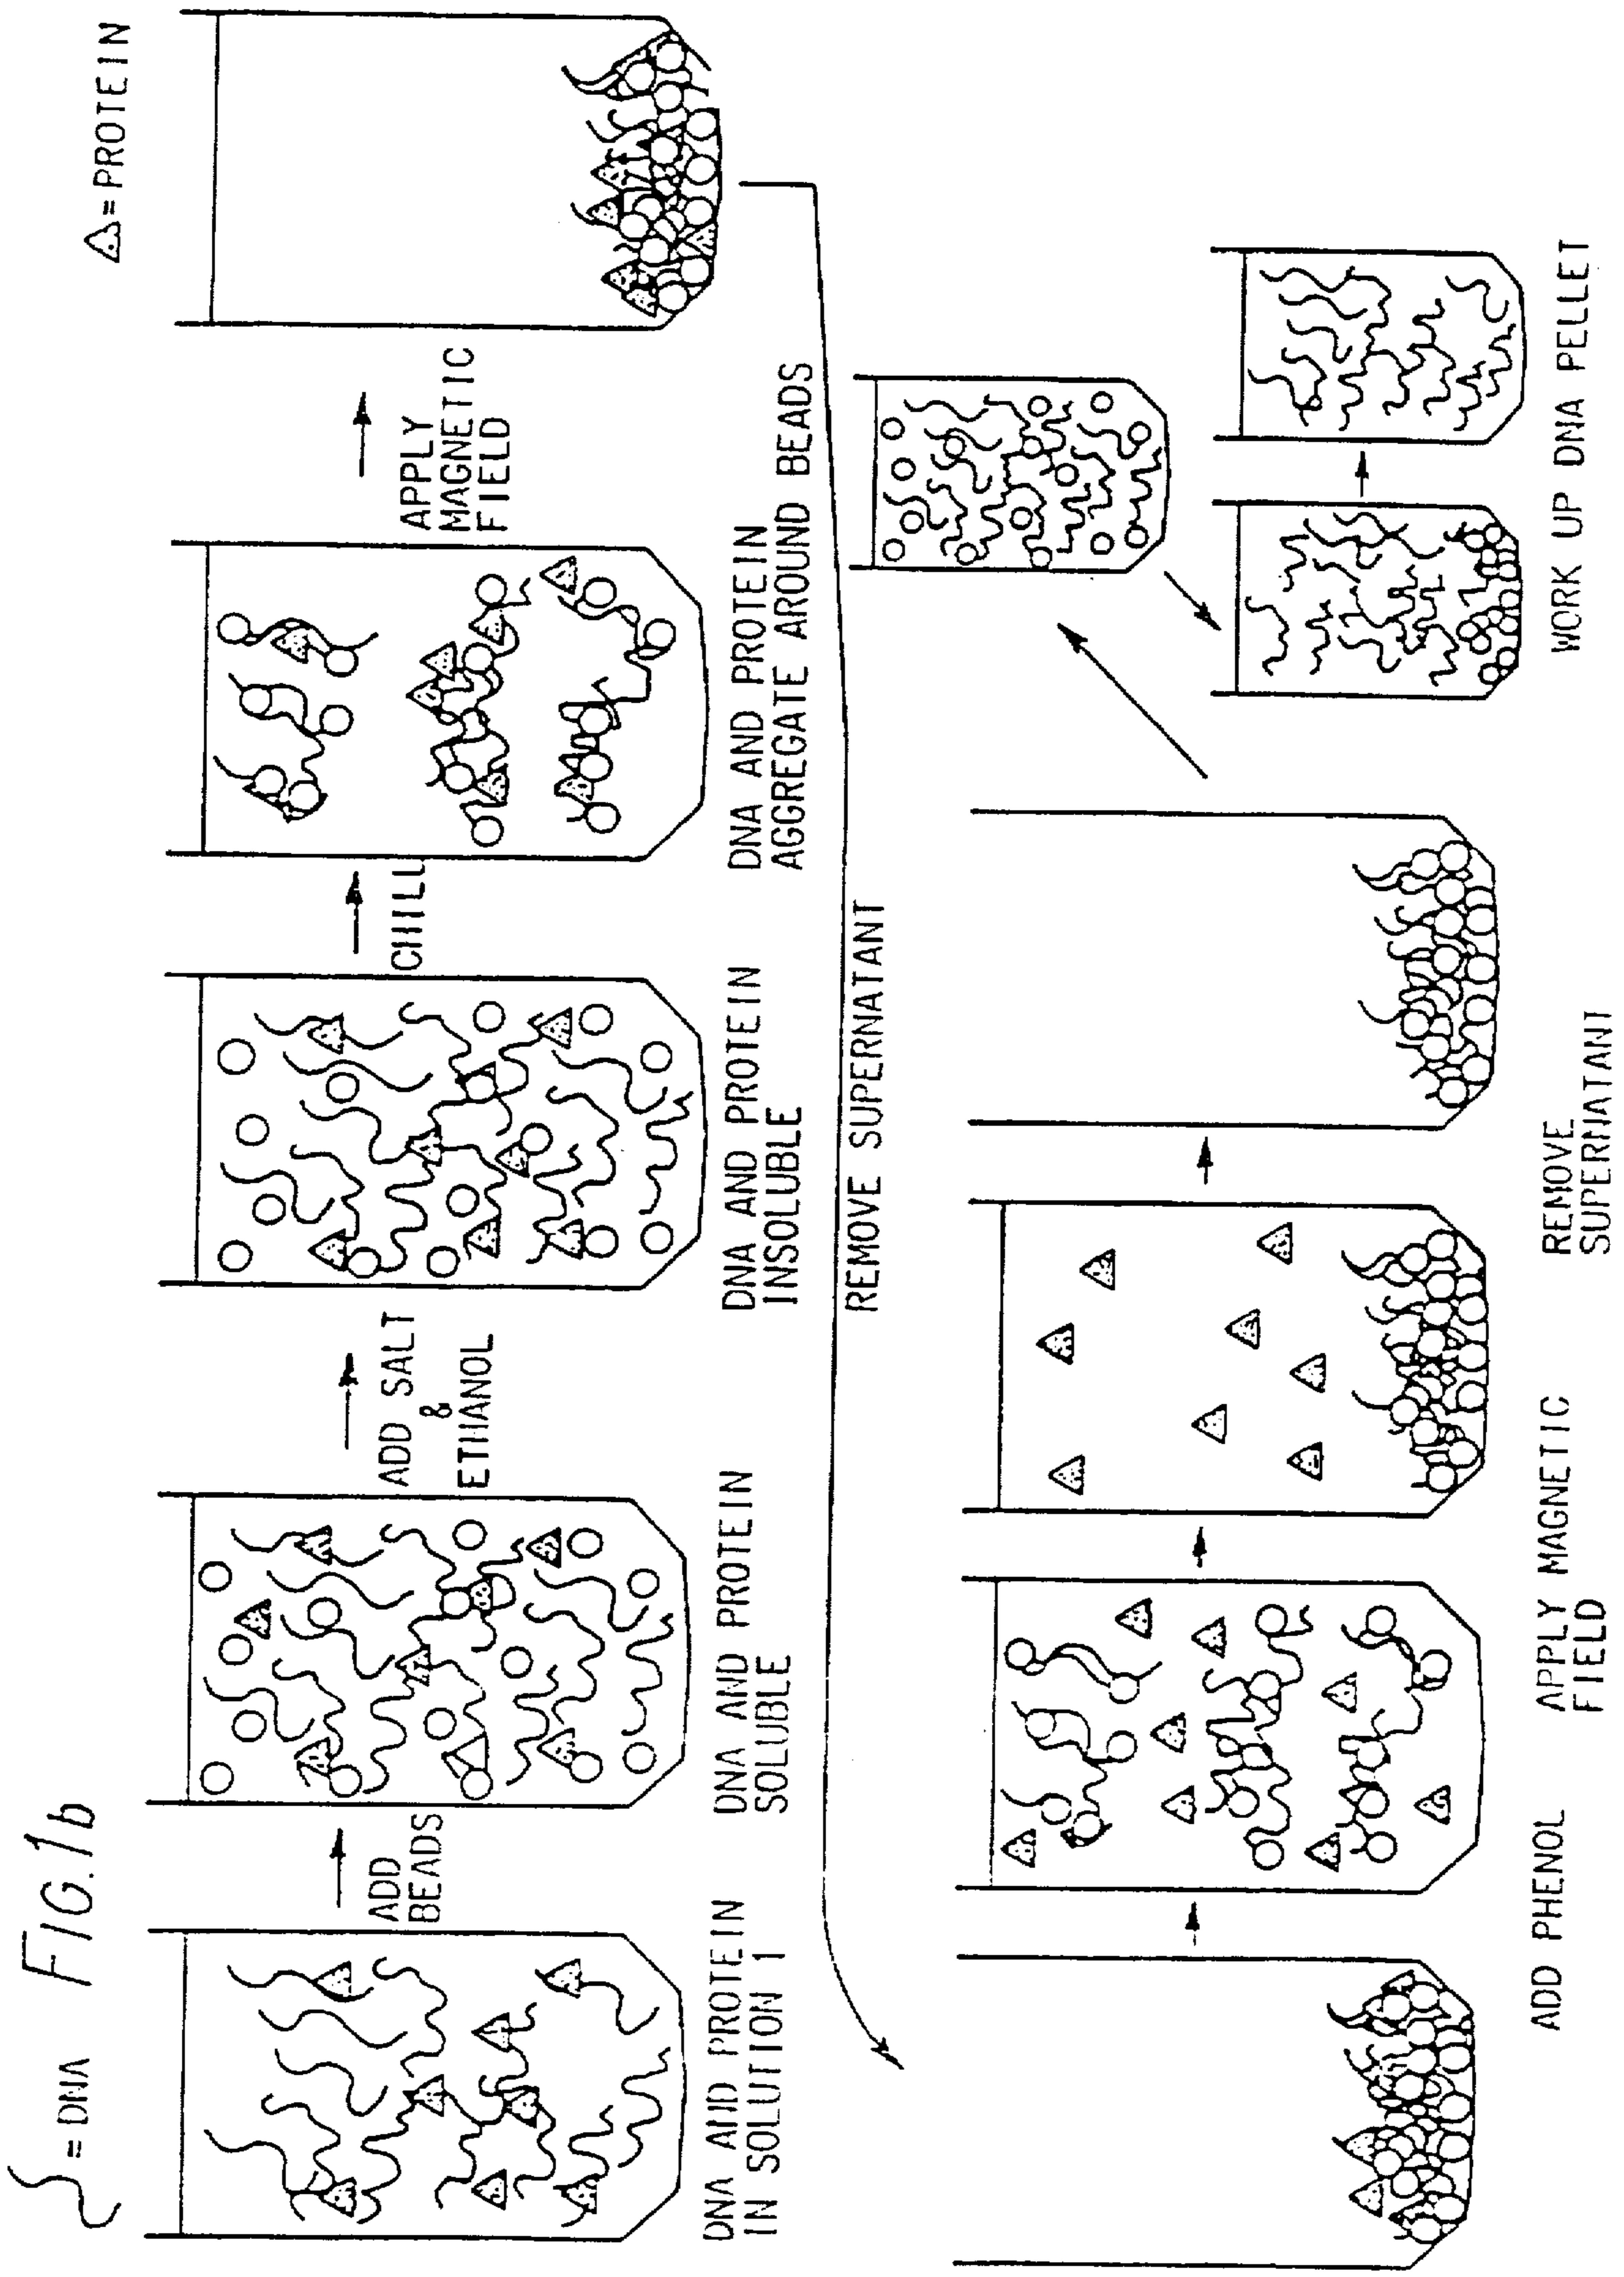 = DNA
FIG. 1b
= PROTEIN
ADD
BEADS
ADD SALT
&
ETHANOL
CHILL
APPLY
MAGNETIC
FIELD
DNA AND PROTEIN
IN SOLUTION 1
DNA AND PROTEIN
SOLUBLE
DNA AND PROTEIN
INSOLUBLE
DNA AND PROTEIN
AGGREGATE AROUND BEADS
REMOVE SUPERNATANT
ADD PHENOL
APPLY MAGNETIC
FIELD
REMOVE
SUPERNATANT
WORK UP DNA PELLET